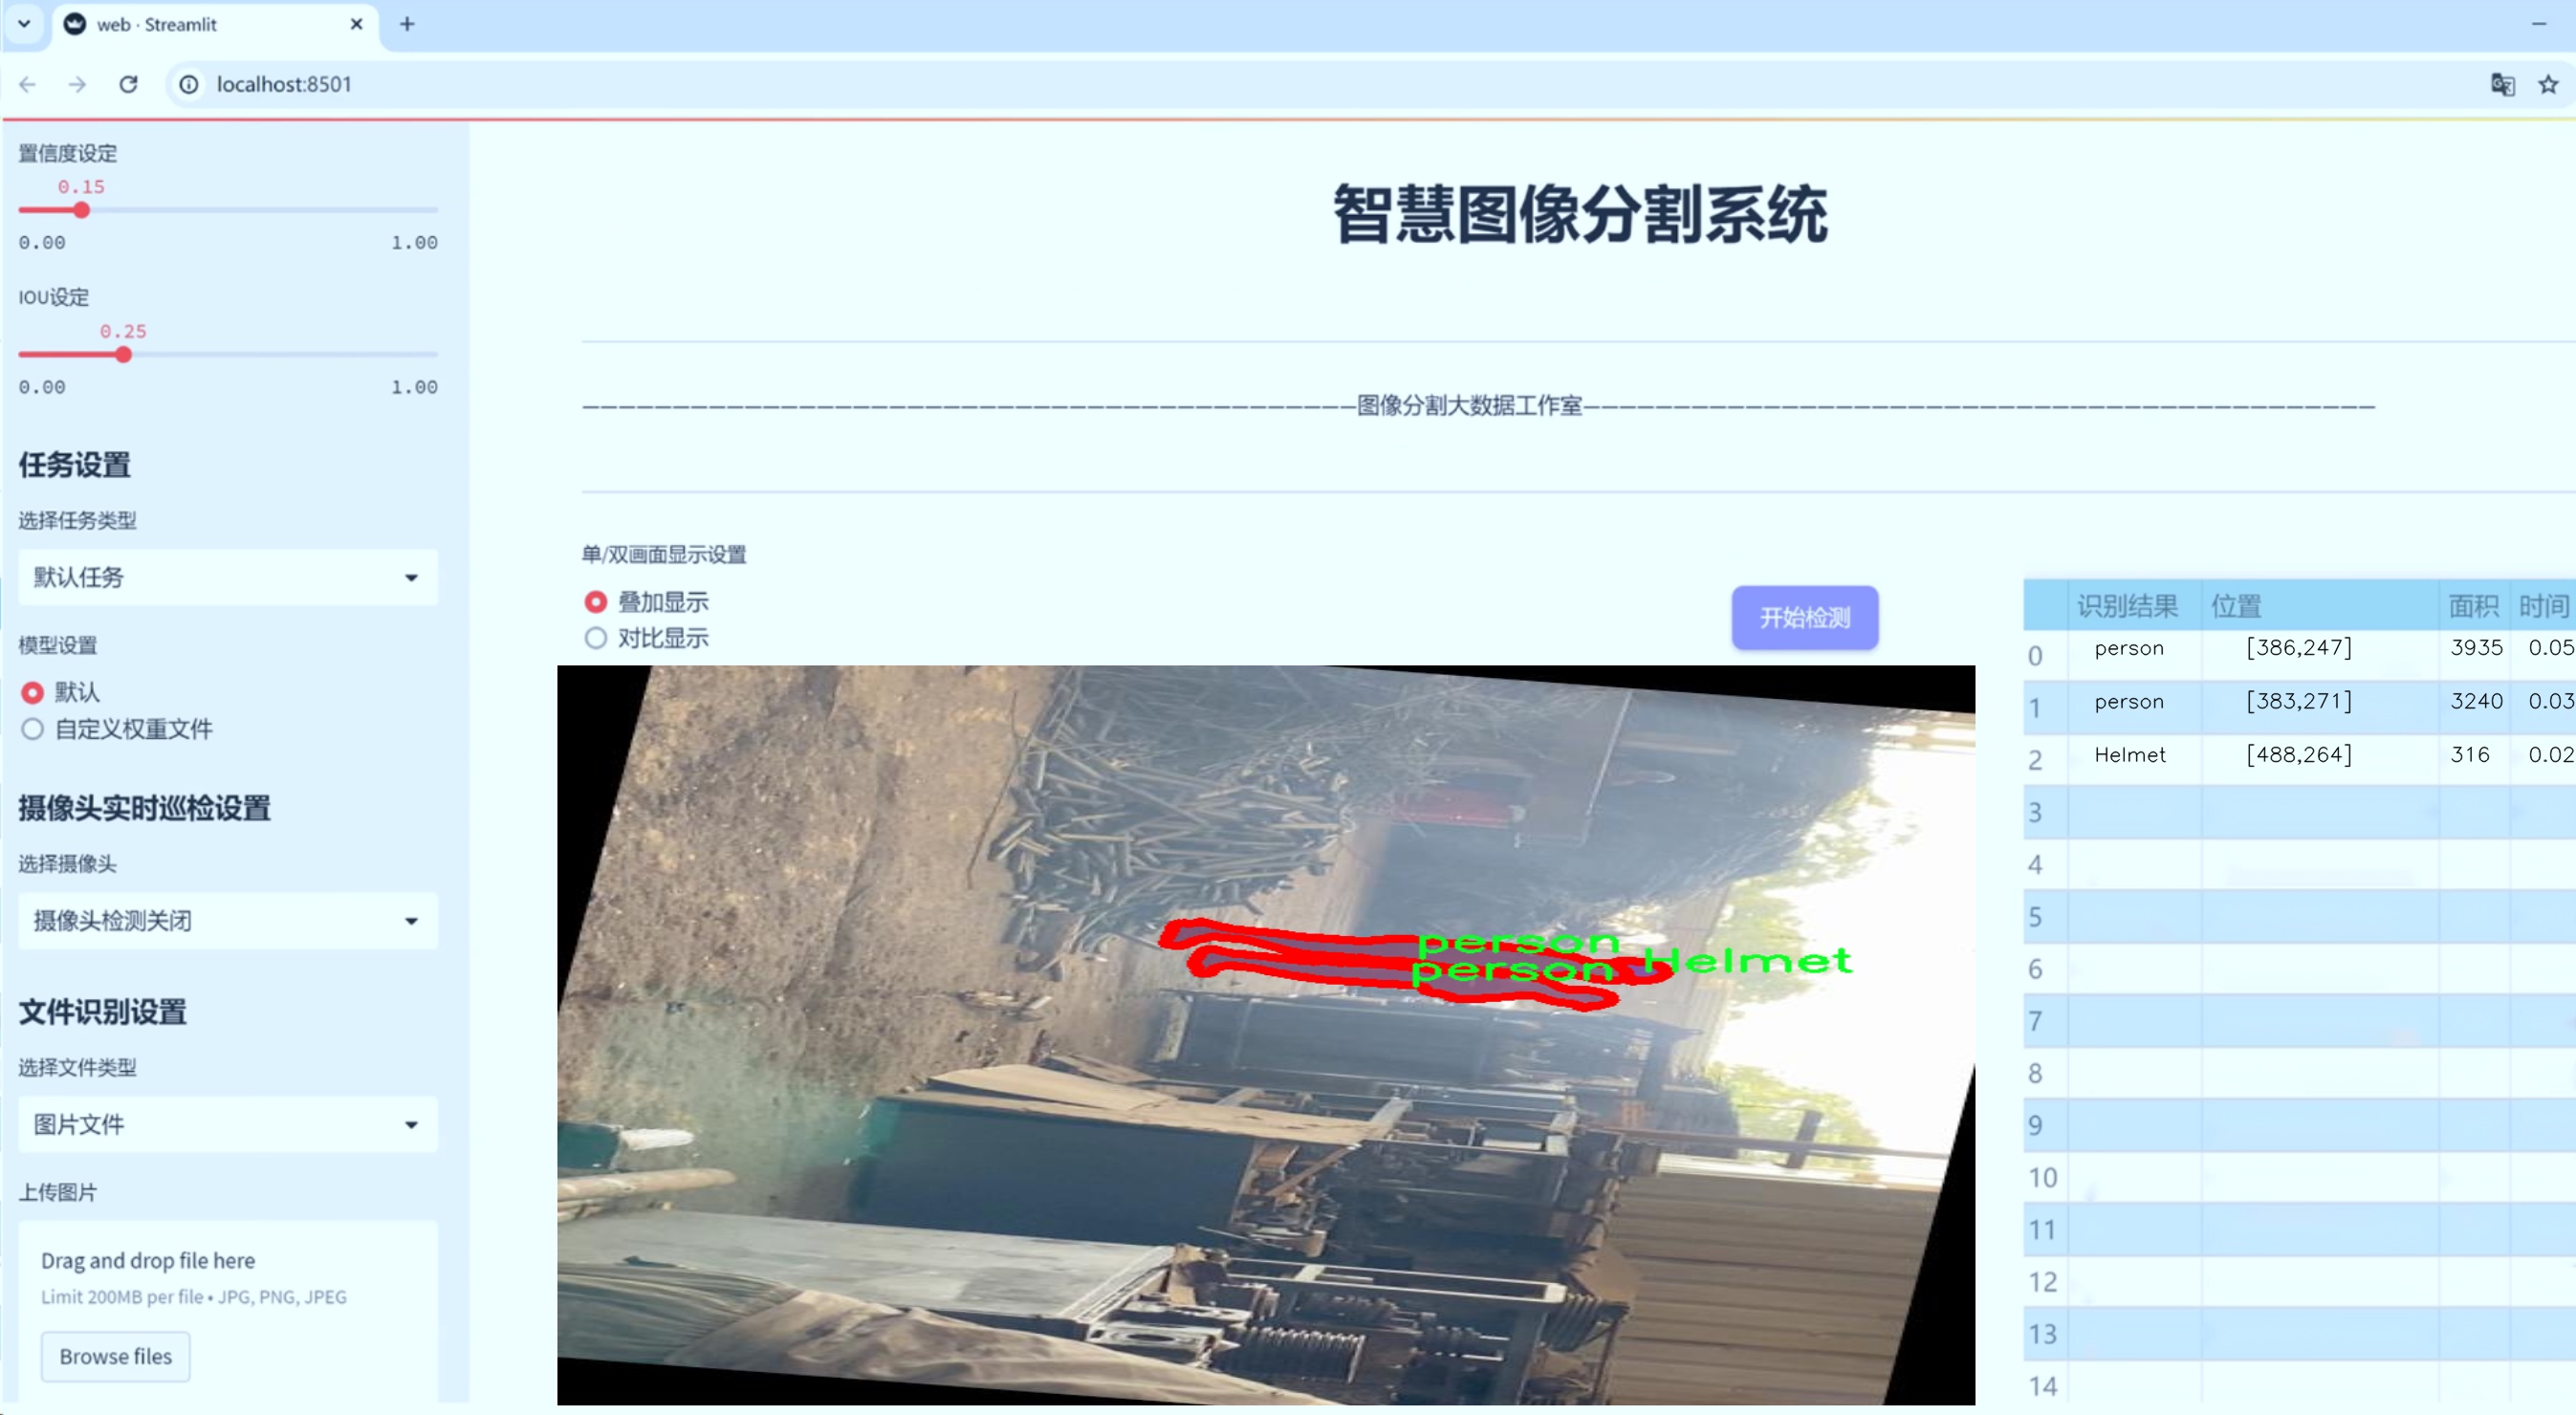 web · Streamlit
localhost:8501
置信度设定
0.15
0.00 1.00
IOU设定
0.25
0.00 1.00
任务设置
选择任务类型
默认任务
模型设置
默认
自定义权重文件
摄像头实时巡检设置
选择摄像头
摄像头检测关闭
文件识别设置
选择文件类型
图片文件
上传图片
Drag and drop file here
Limit 200MB per file • JPG, PNG, JPEG
Browse files
智慧图像分割系统
图像分割大数据工作室
单/双画面显示设置
叠加显示
对比显示
开始检测
person
person Helmet
识别结果 位置 面积 时间
0 person [386,247] 3935 0.05
1 person [383,271] 3240 0.03
2 Helmet [488,264] 316 0.02
3
4
5
6
7
8
9
10
11
12
13
14